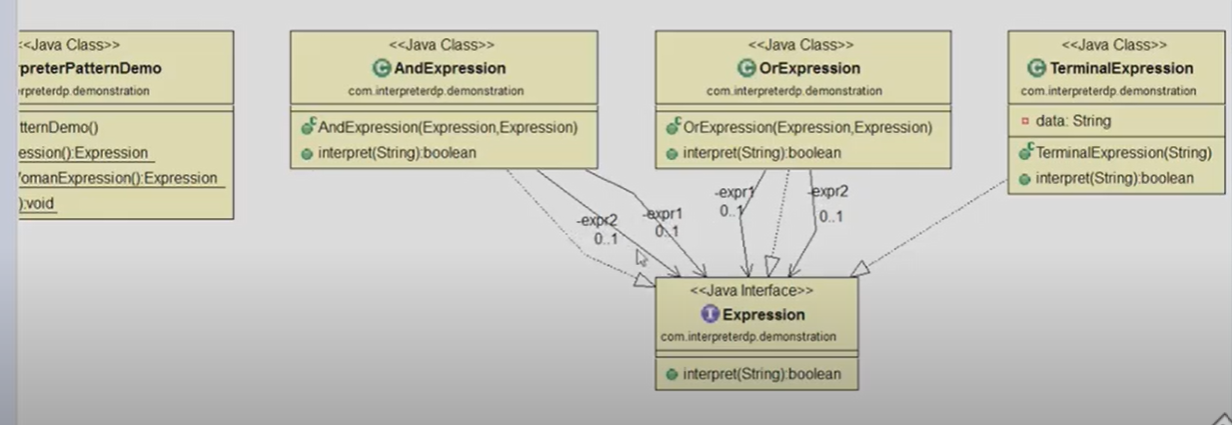 <<Java Class>>
preterPatternDemo
erpreterdp.demonstration
tternDemo()
ession():Expression
omanExpression():Expression
):void
<<Java Class>>
AndExpression
com.interpreterdp.demonstration
AndExpression(Expression,Expression)
interpret(String):boolean
<<Java Class>>
OrExpression
com.interpreterdp.demonstration
OrExpression(Expression,Expression)
interpret(String):boolean
<<Java Class>>
TerminalExpression
com.interpreterdp.demonstration
data: String
TerminalExpression(String)
interpret(String):boolean
-expr2
0..1
-expr1
0..1
-expr1
0..1
-expr2
0..1
<<Java Interface>>
Expression
com.interpreterdp.demonstration
interpret(String):boolean